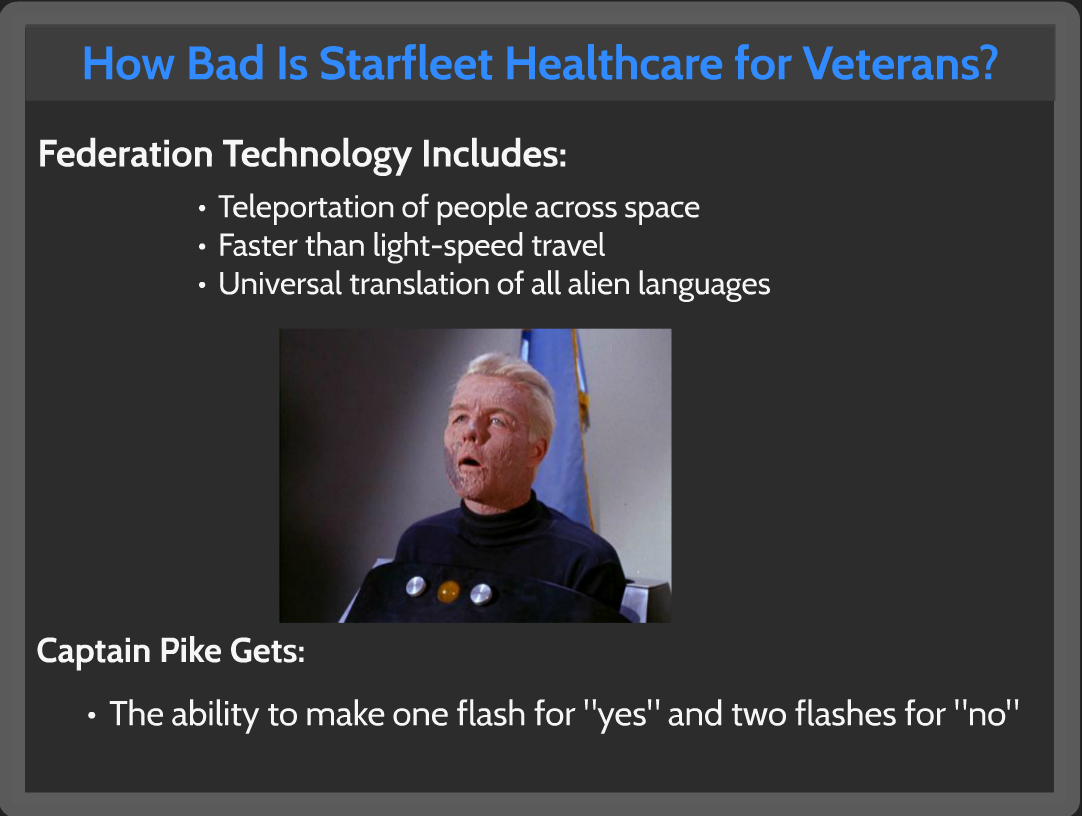 How Bad Is Starfleet Healthcare for Veterans?
Federation Technology Includes:
• Teleportation of people across space
• Faster than light-speed travel
• Universal translation of all alien languages
Captain Pike Gets:
• The ability to make one flash for "yes" and two flashes for "no"